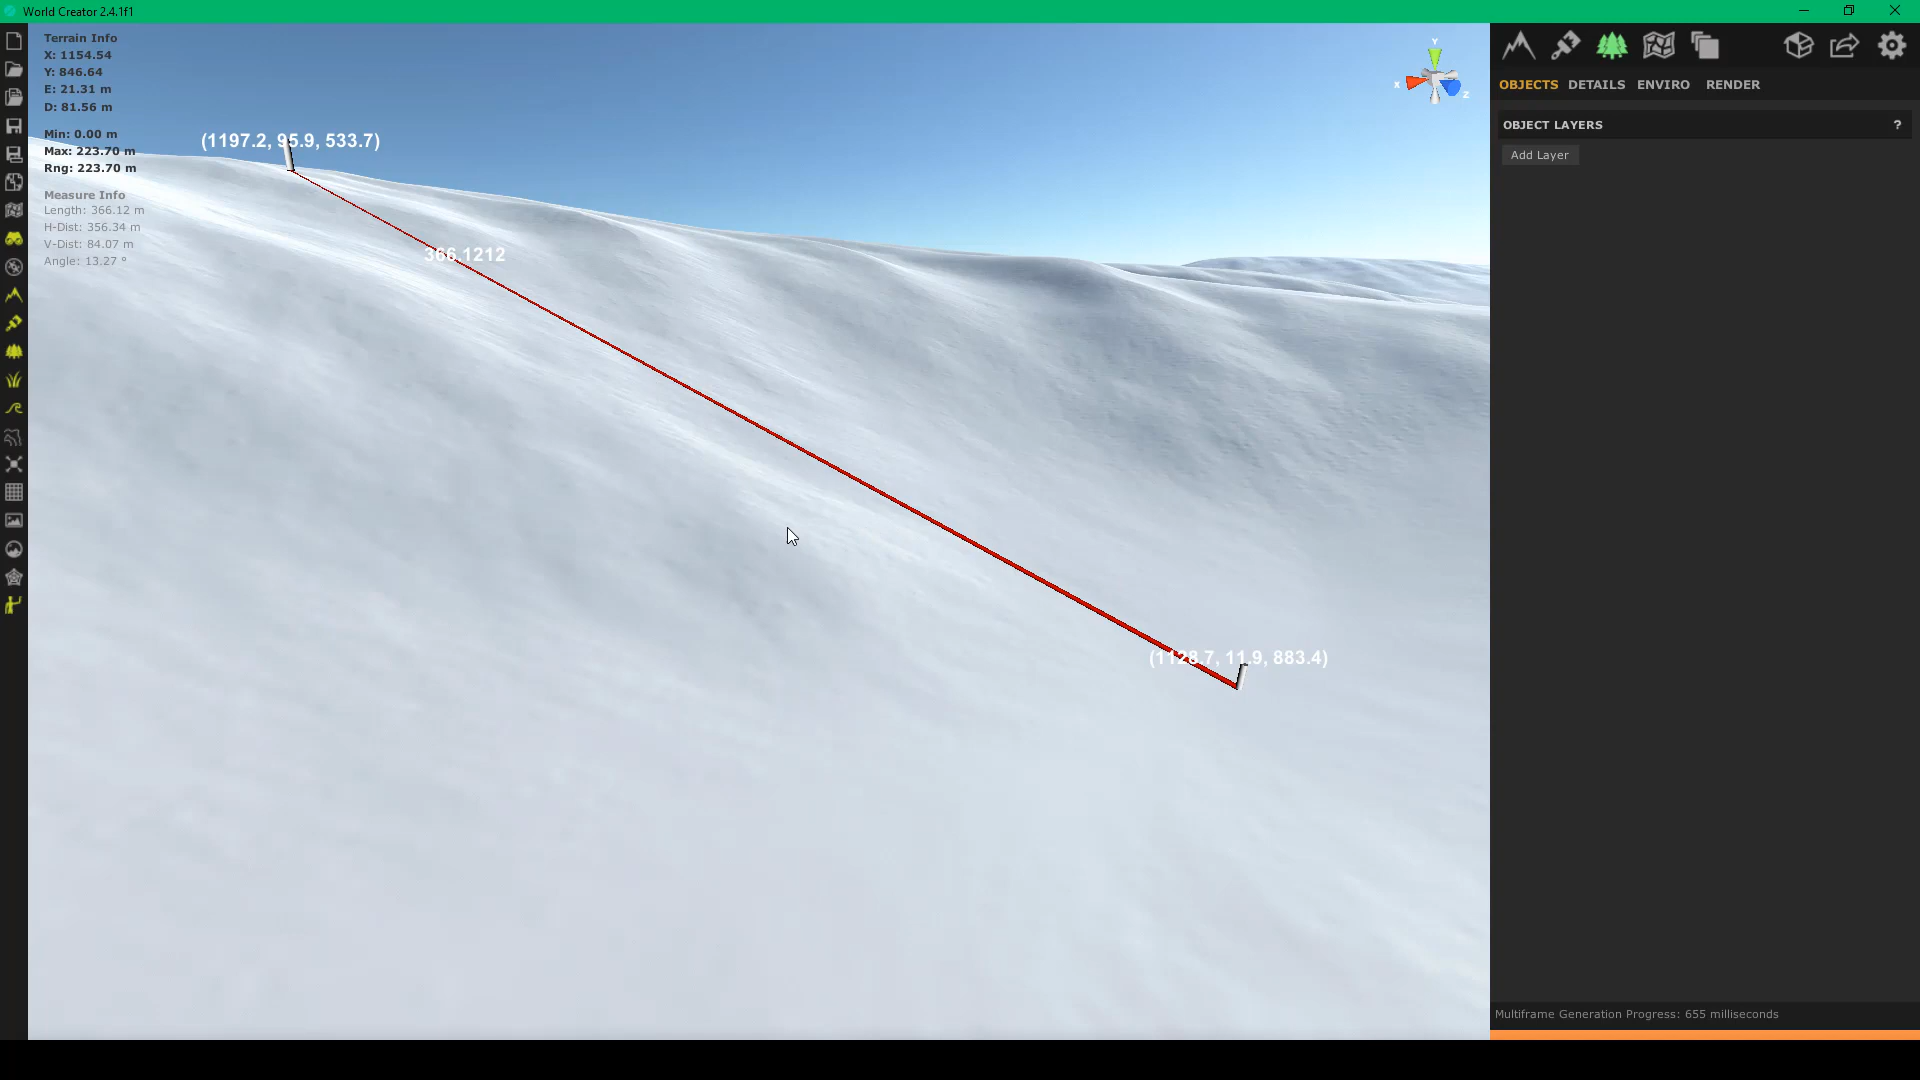 World Creator 2.4.1f1
Terrain Info
X: 1154.54
Y: 846.64
E: 21.31 m
D: 81.56 m
Min: 0.00 m
Max: 223.70 m
Rng: 223.70 m
Measure Info
Length: 366.12 m
H-Dist: 356.34 m
V-Dist: 84.07 m
Angle: 13.27 °
(1197.2, 95.9, 533.7)
366.1212
(1128.7, 11.9, 883.4)
Y
X
Z
OBJECTS DETAILS ENVIRO RENDER
OBJECT LAYERS ?
Add Layer
Multiframe Generation Progress: 655 milliseconds